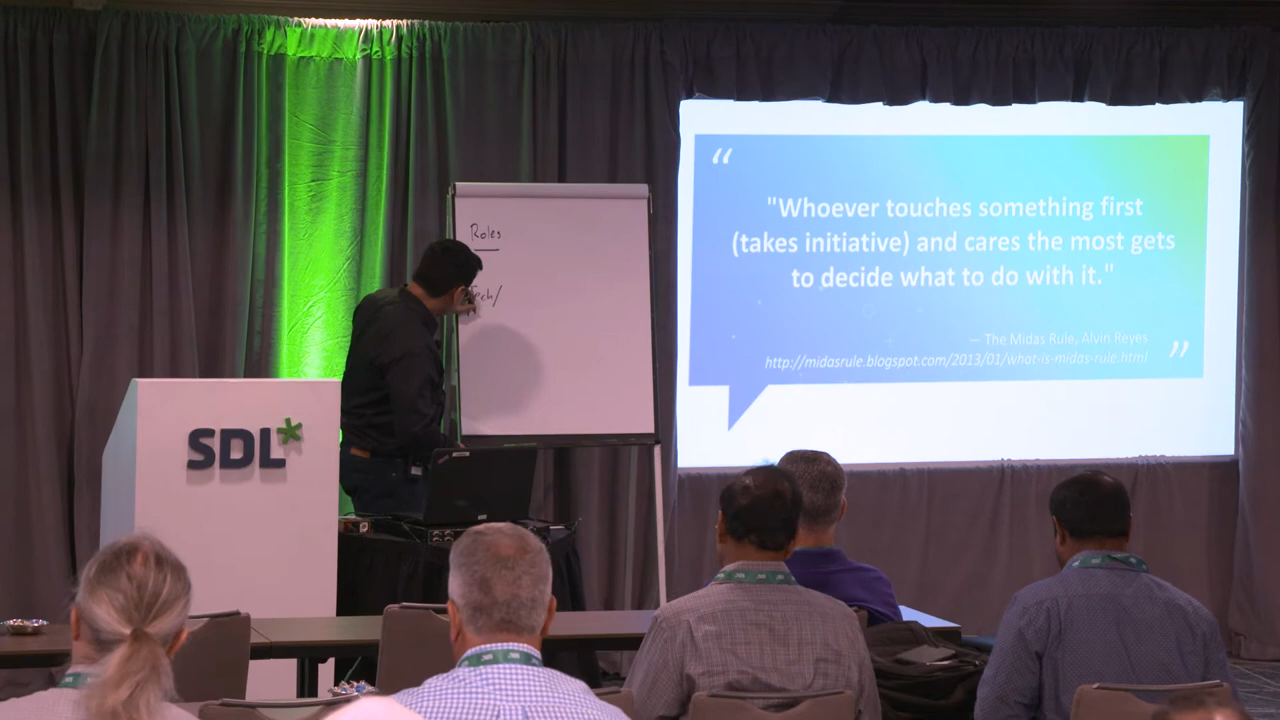 Roles
Tech/
SDL*
“
"Whoever touches something first
(takes initiative) and cares the most gets
to decide what to do with it."
— The Midas Rule, Alvin Reyes
http://midasrule.blogspot.com/2013/01/what-is-midas-rule.html
”